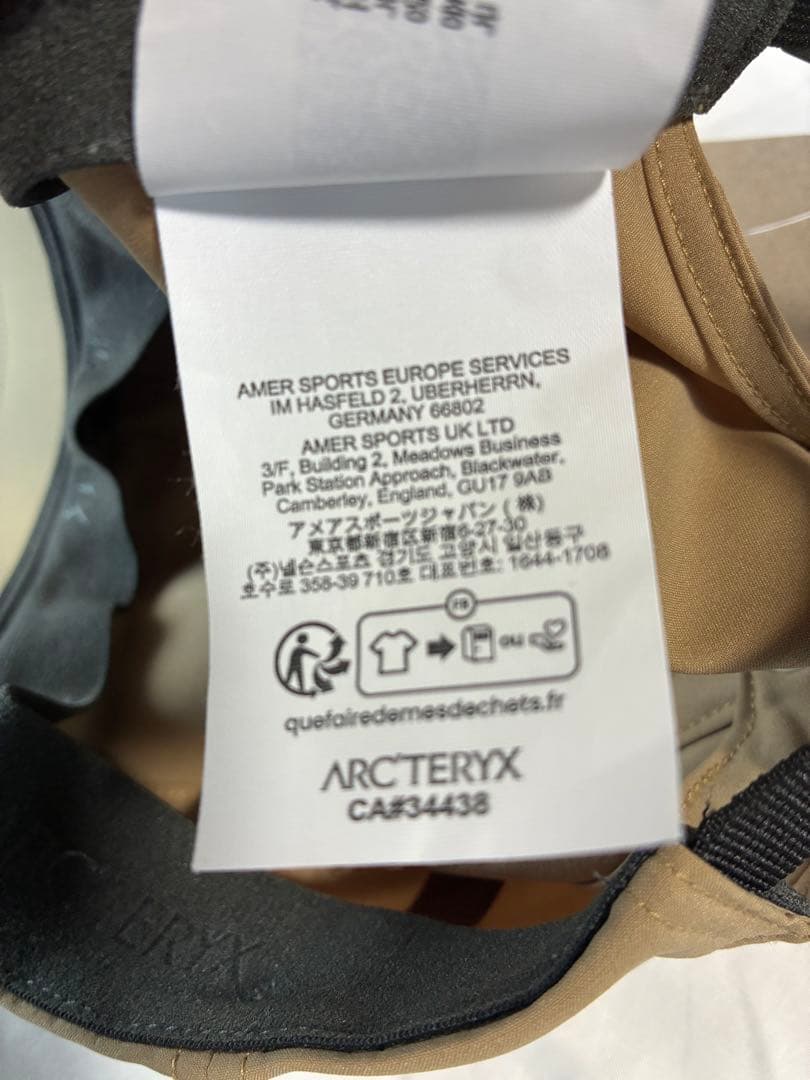 AMER SPORTS EUROPE SERVICES
IM HASFELD 2, UBERHERRN,
GERMANY 66802
AMER SPORTS UK LTD
3/F, Building 2, Meadows Business
Park Station Approach, Blackwater,
Camberley, England, GU17 9AB
アメアスポーツジャパン (株)
東京都新宿区新宿6-27-30
(주)넬슨스포츠 경기도 고양시 일산동구
호수로 358-39 710호 대표번호: 1644-1708
FR
ou
quefairedemesdechets.fr
ARC'TERYX
CA#34438
TERYX